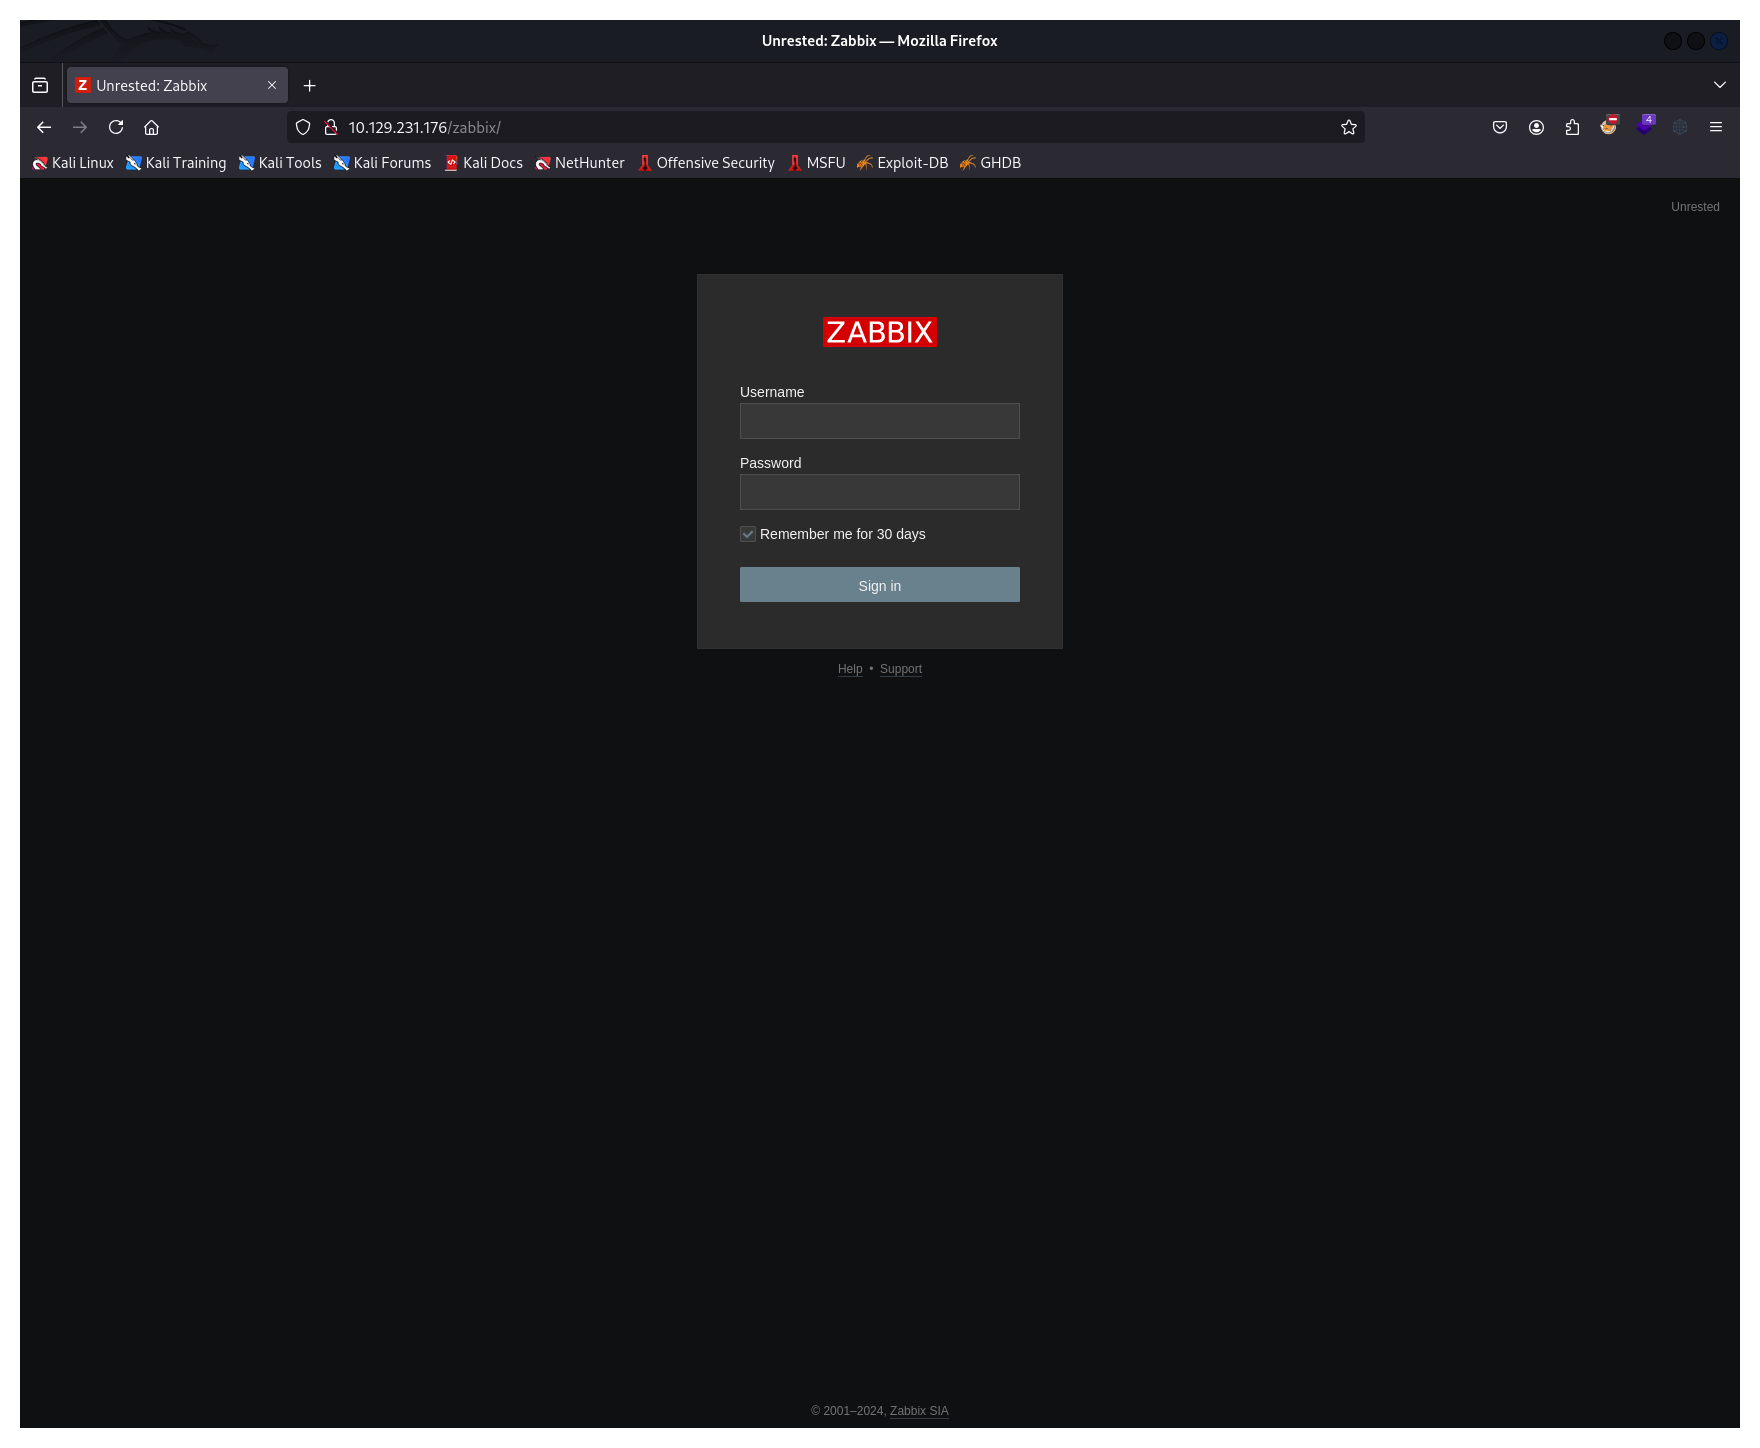 Unrested: Zabbix — Mozilla Firefox
Z Unrested: Zabbix
10.129.231.176/zabbix/
4
Kali Linux Kali Training Kali Tools Kali Forums Kali Docs NetHunter Offensive Security MSFU Exploit-DB GHDB
Unrested
ZABBIX
Username
Password
Remember me for 30 days
Sign in
Help • Support
© 2001–2024, Zabbix SIA